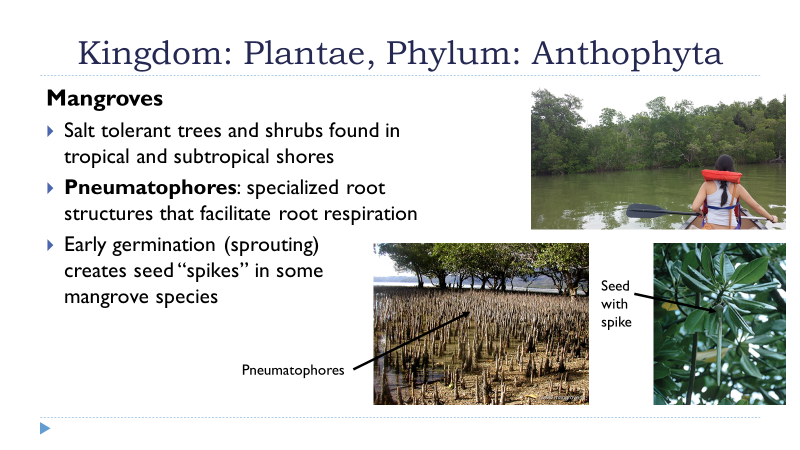 Kingdom: Plantae, Phylum: Anthophyta
Mangroves
Salt tolerant trees and shrubs found in
tropical and subtropical shores
Pneumatophores: specialized root
structures that facilitate root respiration
Early germination (sprouting)
creates seed “spikes” in some
mangrove species
Seed
with
spike
Pneumatophores